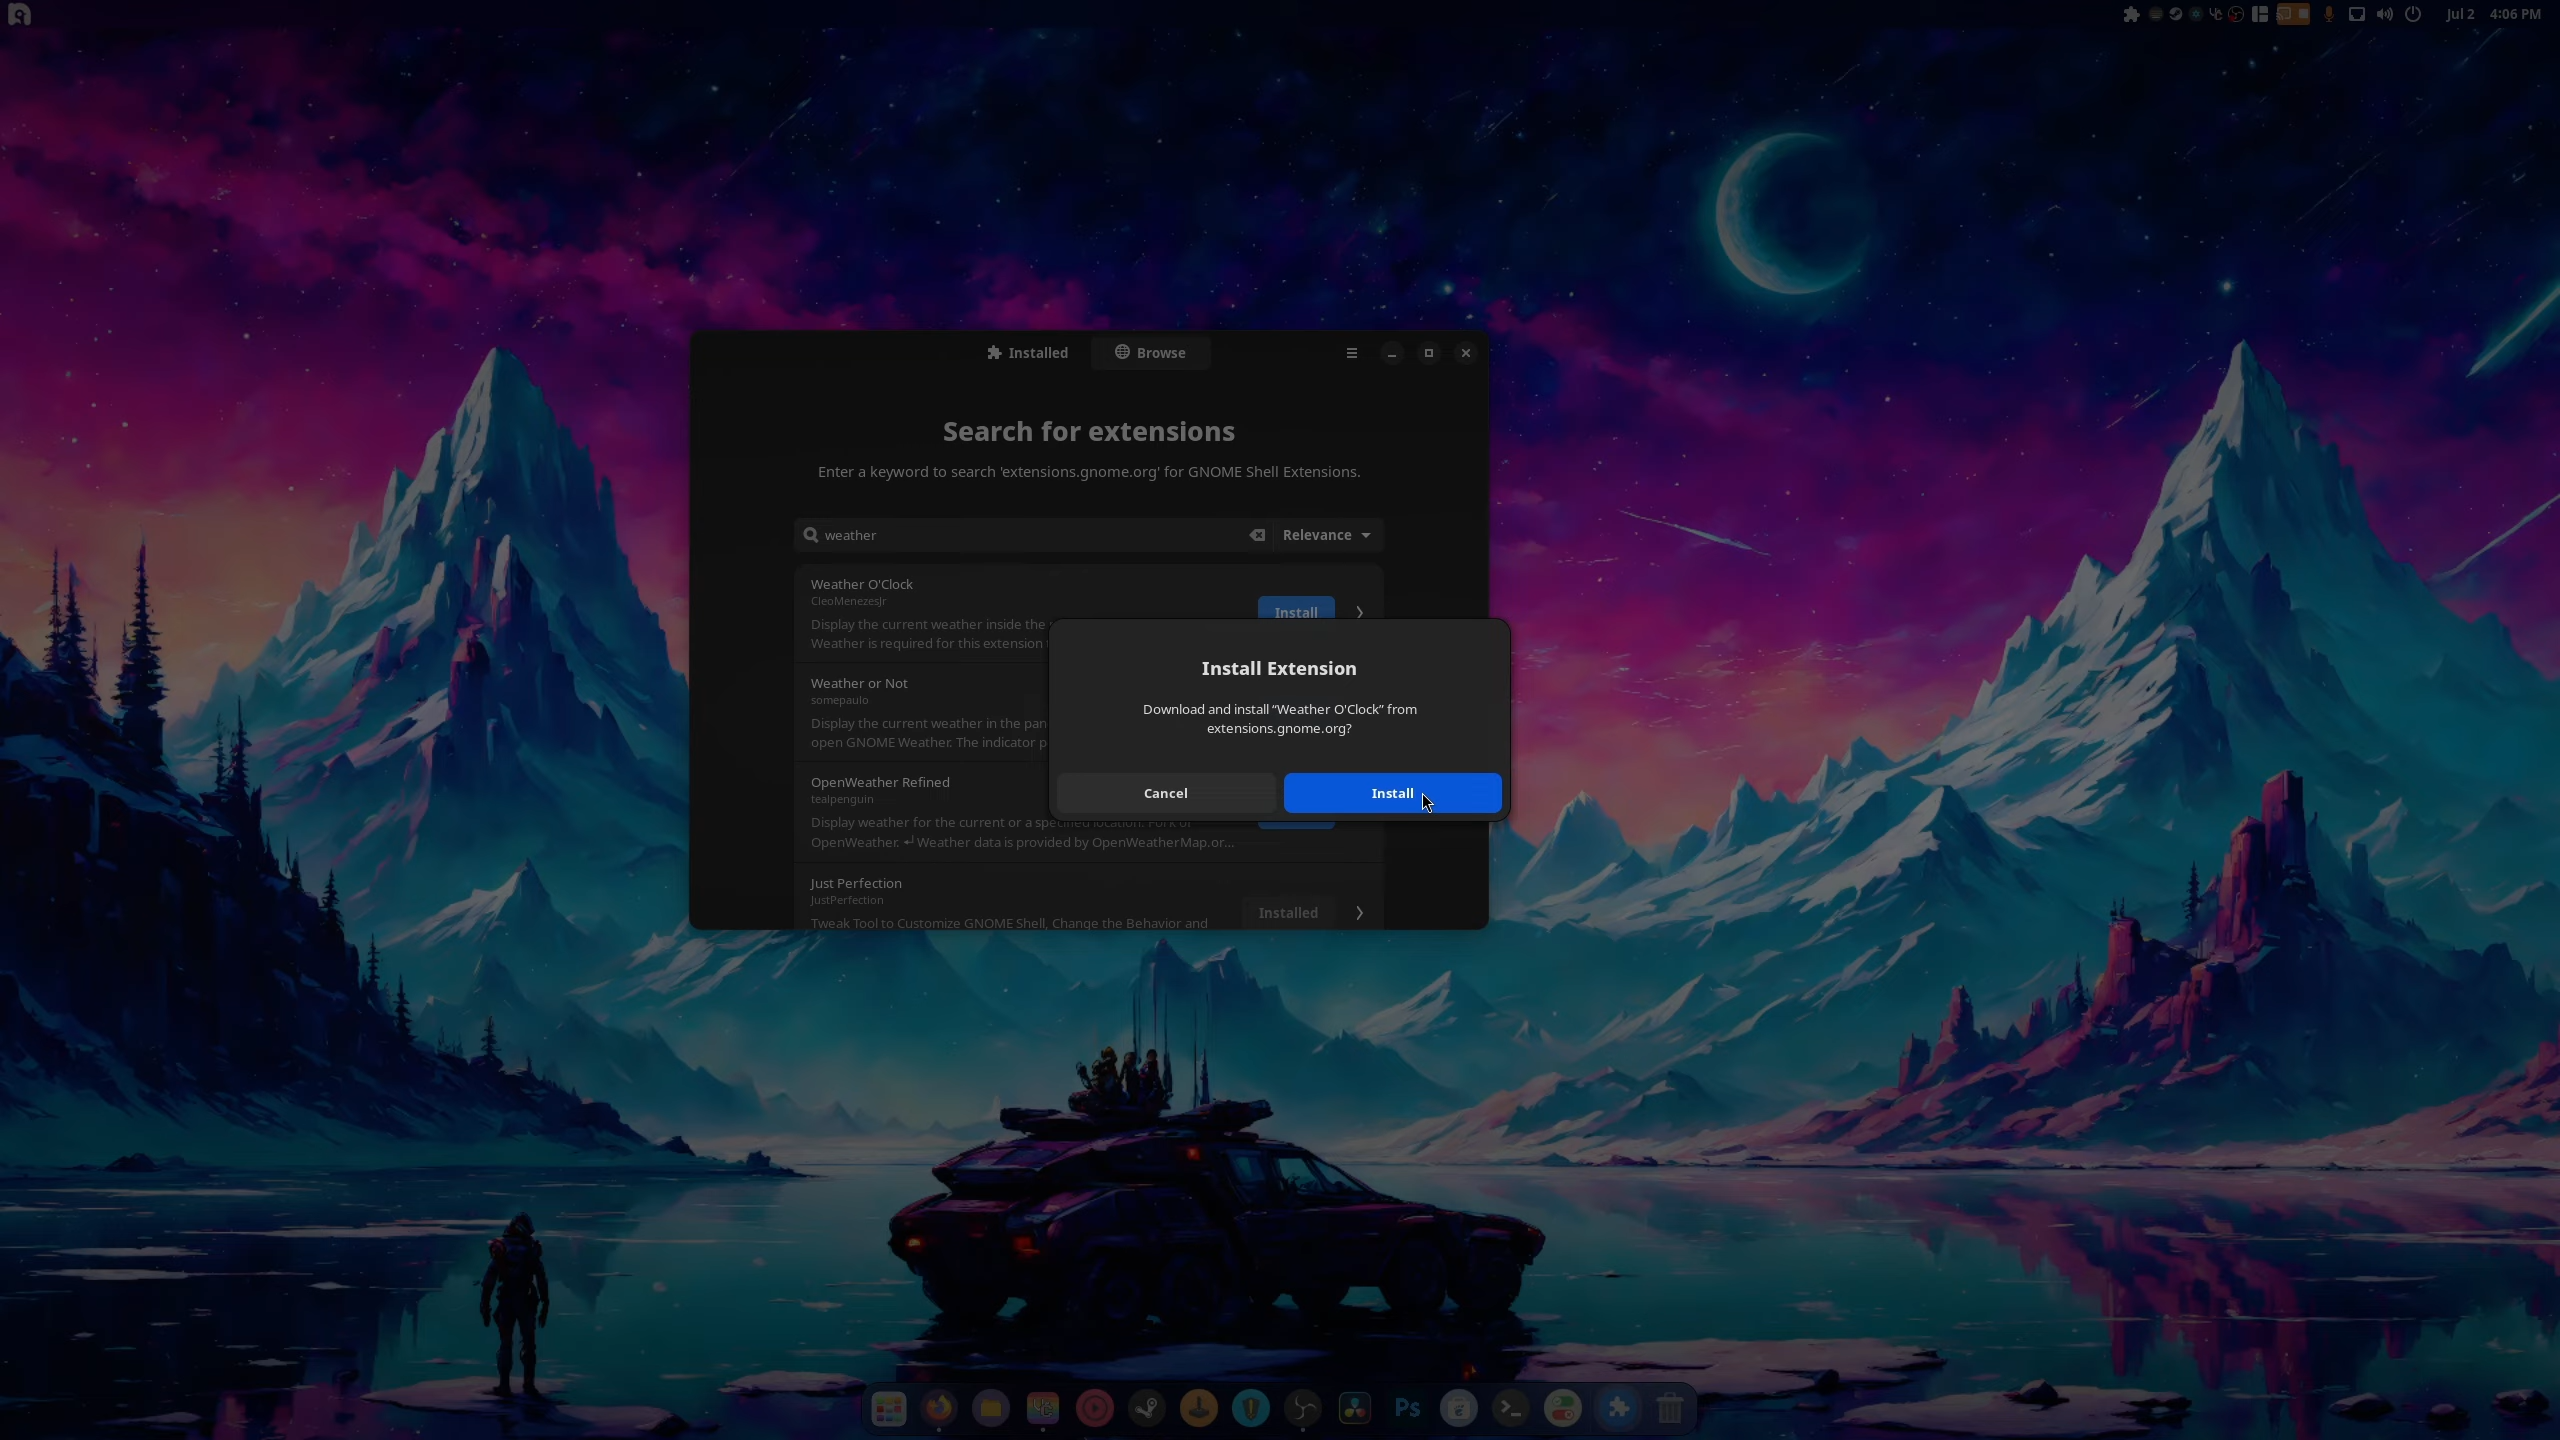 Jul 2 4:06 PM
Installed
Browse
Search for extensions
Enter a keyword to search 'extensions.gnome.org' for GNOME Shell Extensions.
weather
Relevance
Weather O'Clock
CleoMenezesJr
Display the current weather inside the
Weather is required for this extension
Install
Weather or Not
somepaulo
Display the current weather in the pan
open GNOME Weather. The indicator p
OpenWeather Refined
tealpenguin
Display weather for the current or a specified location. Fork of
OpenWeather. ↵ Weather data is provided by OpenWeatherMap.or...
Just Perfection
JustPerfection
Tweak Tool to Customize GNOME Shell, Change the Behavior and
Installed
Install Extension
Download and install “Weather O'Clock” from
extensions.gnome.org?
Cancel
Install
Ps